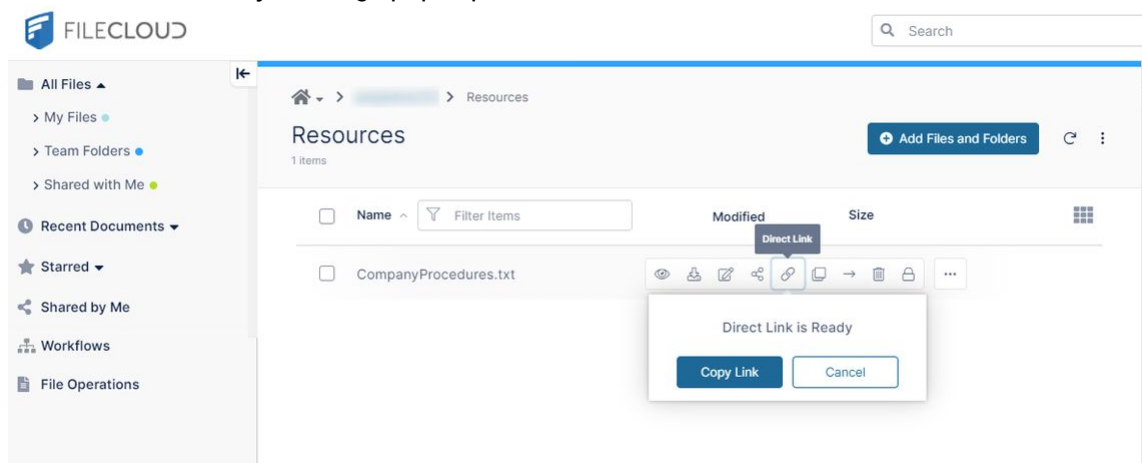 FILECLOUD
Search
All Files
My Files
Team Folders
Shared with Me
Recent Documents
Starred
Shared by Me
Workflows
File Operations
Resources
Resources
1 items
Add Files and Folders
Name
Filter Items
Modified
Size
Direct Link
CompanyProcedures.txt
Direct Link is Ready
Copy Link
Cancel